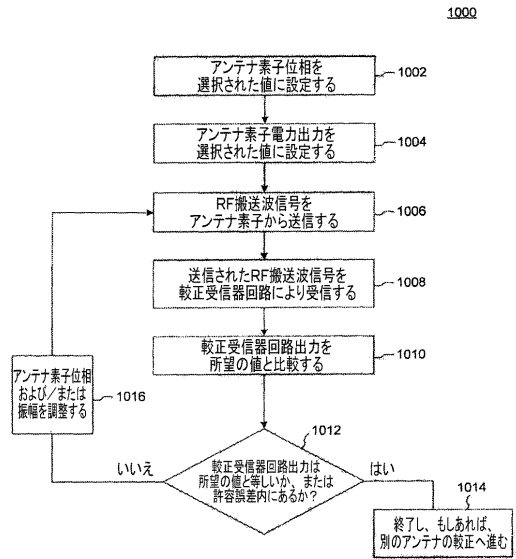 1000
アンテナ素子位相を
選択された値に設定する
1002
アンテナ素子電力出力を
選択された値に設定する
1004
RF搬送波信号を
アンテナ素子から送信する
1006
送信されたRF搬送波信号を
較正受信器回路により受信する
1008
較正受信器回路出力を
所望の値と比較する
1010
アンテナ素子位相
および/または
振幅を調整する
1016
1012
較正受信器回路出力は
所望の値と等しいか、または
許容誤差内にあるか?
いいえ
はい
1014
終了し、もしあれば、
別のアンテナの較正へ進む